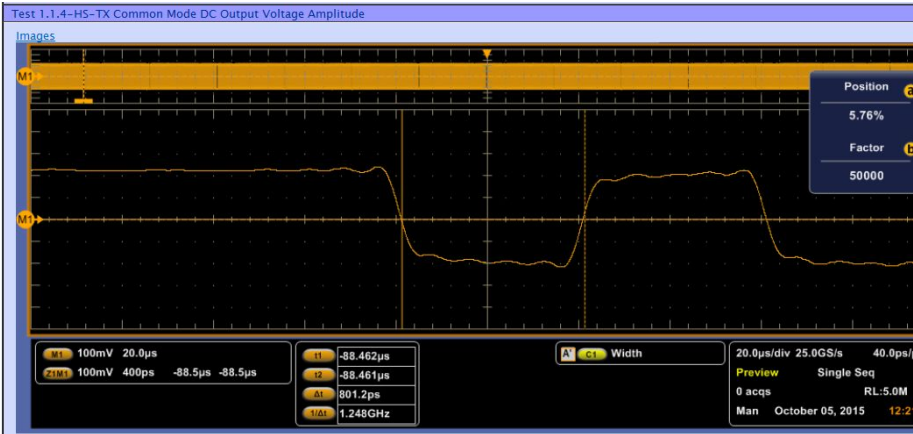 Test 1.1.4-HS-TX Common Mode DC Output Voltage Amplitude
Images
M1
Position a
5.76%
Factor b
50000
M1
M1 100mV 20.0µs
Z1M1 100mV 400ps -88.5µs -88.5µs
t1 -88.462µs
t2 -88.461µs
Δt 801.2ps
1/Δt 1.248GHz
A' C1 Width
20.0µs/div 25.0GS/s 40.0ps/
Preview Single Seq
0 acqs RL:5.0M
Man October 05, 2015 12:2